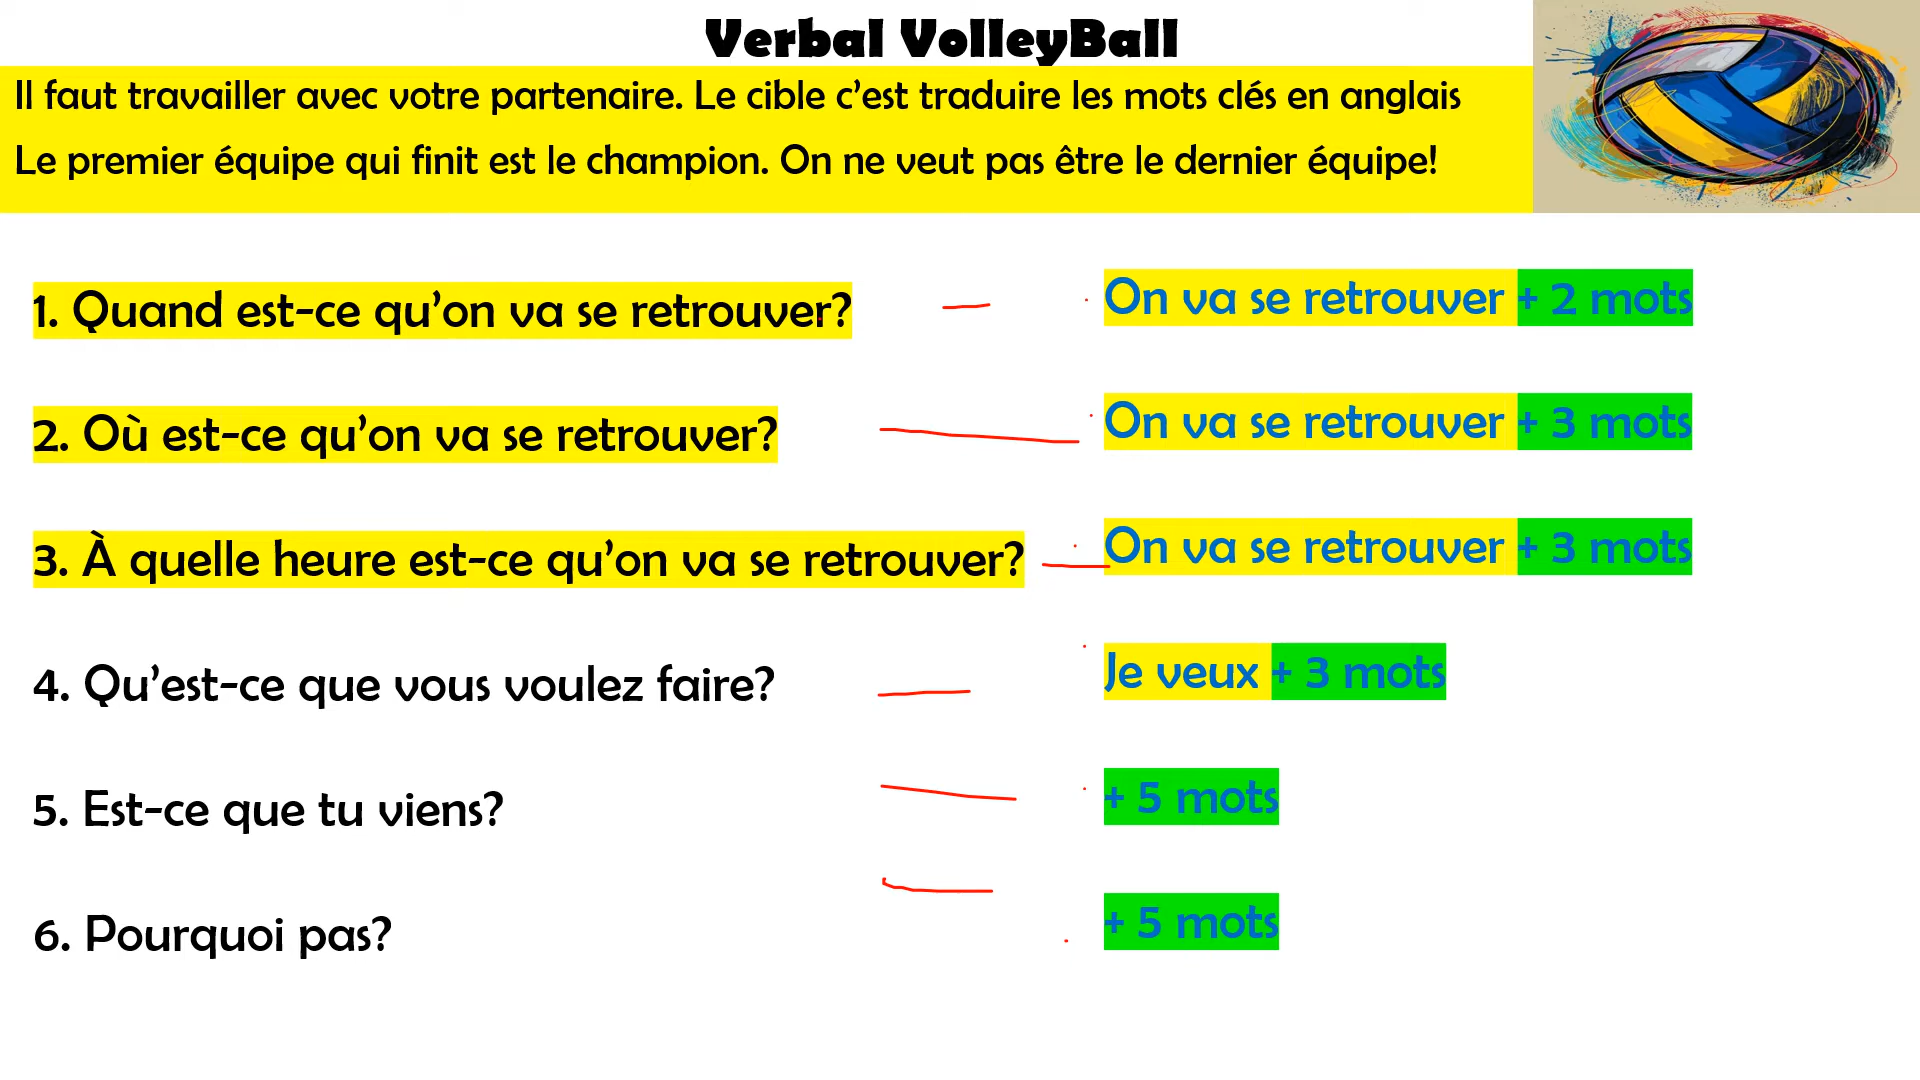 Verbal VolleyBall
Il faut travailler avec votre partenaire. Le cible c’est traduire les mots clés en anglais
Le premier équipe qui finit est le champion. On ne veut pas être le dernier équipe!
1. Quand est-ce qu’on va se retrouver?
On va se retrouver + 2 mots
2. Où est-ce qu’on va se retrouver?
On va se retrouver + 3 mots
3. À quelle heure est-ce qu’on va se retrouver?
On va se retrouver + 3 mots
4. Qu’est-ce que vous voulez faire?
Je veux + 3 mots
5. Est-ce que tu viens?
+ 5 mots
6. Pourquoi pas?
+ 5 mots